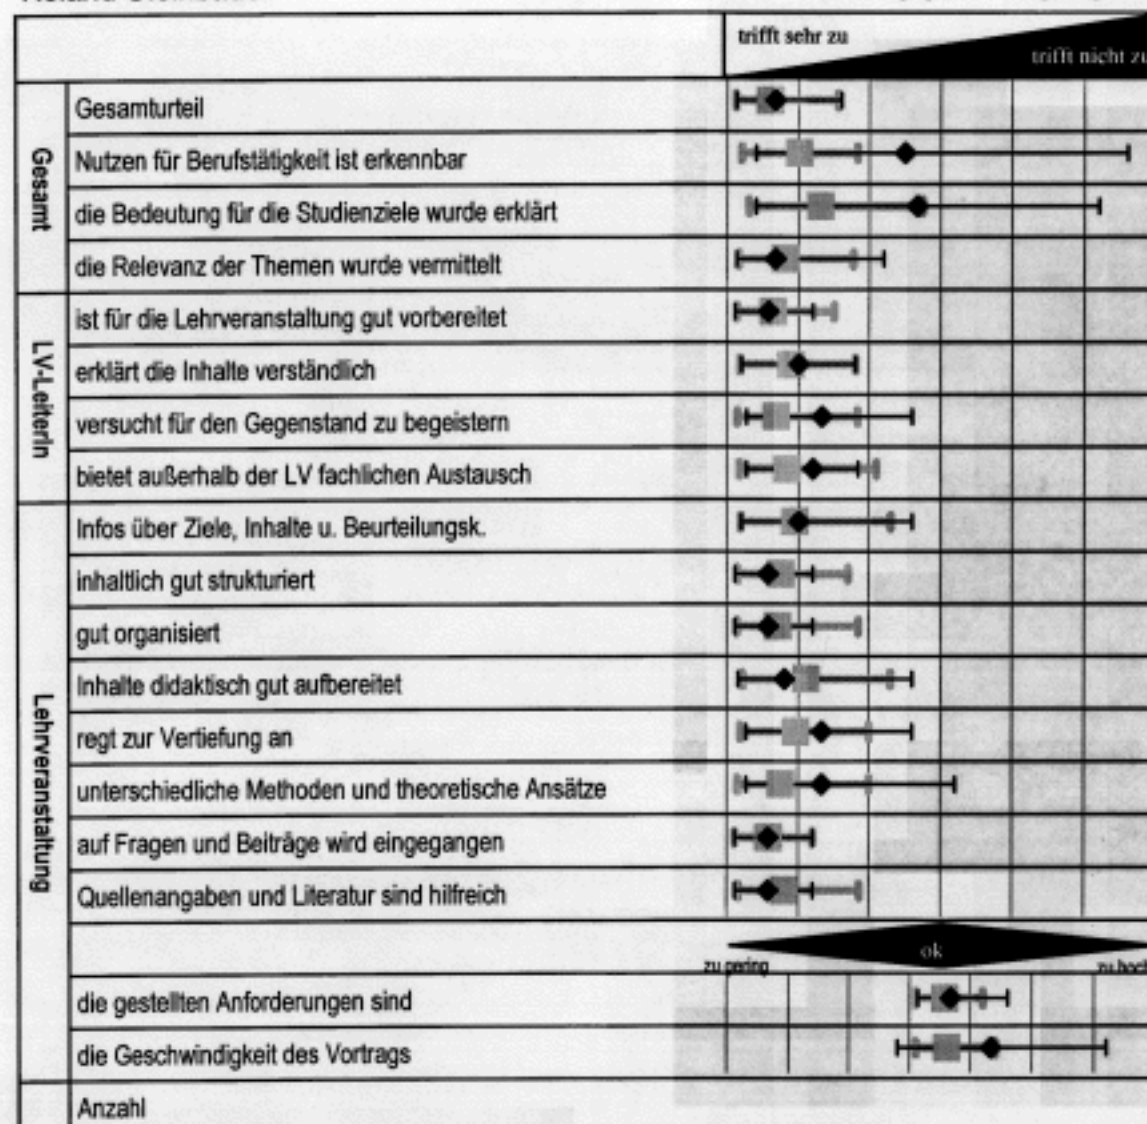 trifft sehr zu
trifft nicht zu
Gesamt
Gesamturteil
Nutzen für Berufstätigkeit ist erkennbar
die Bedeutung für die Studienziele wurde erklärt
die Relevanz der Themen wurde vermittelt
LV-LeiterIn
ist für die Lehrveranstaltung gut vorbereitet
erklärt die Inhalte verständlich
versucht für den Gegenstand zu begeistern
bietet außerhalb der LV fachlichen Austausch
Lehrveranstaltung
Infos über Ziele, Inhalte u. Beurteilungsk.
inhaltlich gut strukturiert
gut organisiert
Inhalte didaktisch gut aufbereitet
regt zur Vertiefung an
unterschiedliche Methoden und theoretische Ansätze
auf Fragen und Beiträge wird eingegangen
Quellenangaben und Literatur sind hilfreich
ok
zu gering
zu hoch
die gestellten Anforderungen sind
die Geschwindigkeit des Vortrags
Anzahl